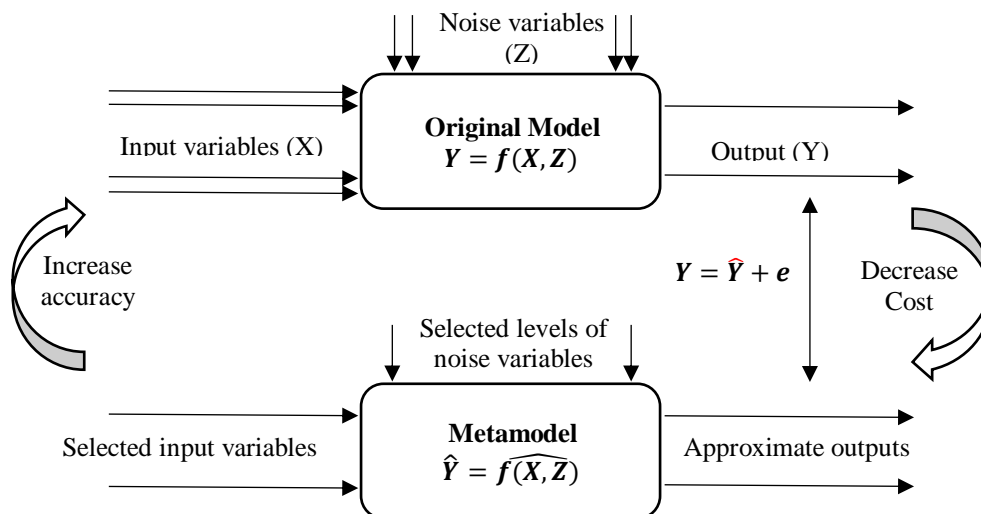 Noise variables
(Z)
Original Model
Y = f(X, Z)
Input variables (X)
Output (Y)
Increase
accuracy
Y = Ŷ + e
Decrease
Cost
Selected levels of
noise variables
Metamodel
Ŷ = f(X, Z)̂
Selected input variables
Approximate outputs